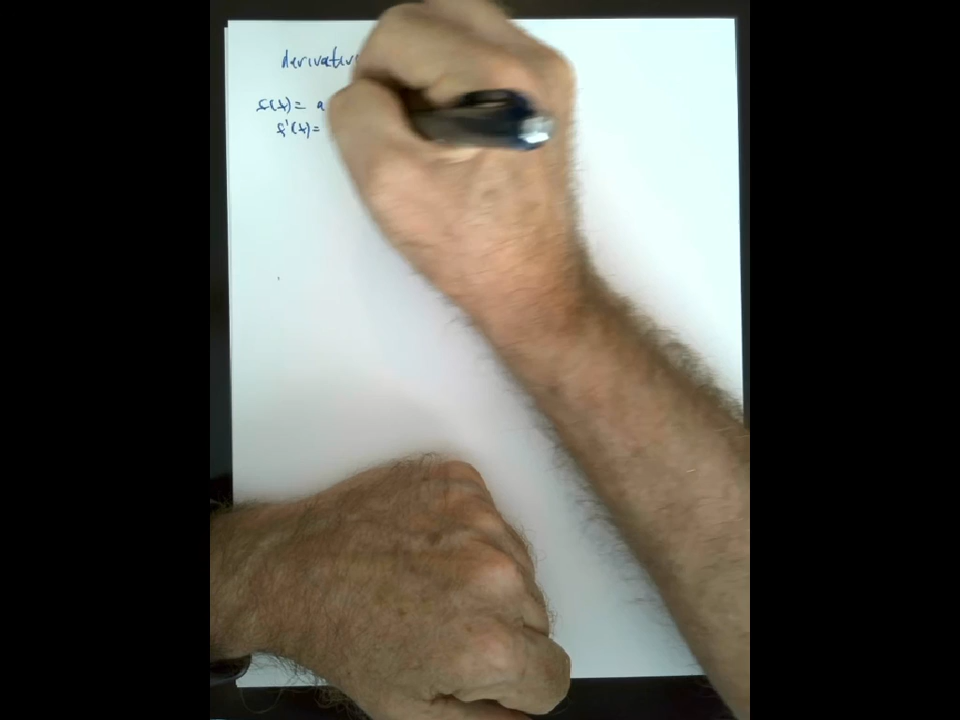 derivative
f(x) = a
f'(x) =